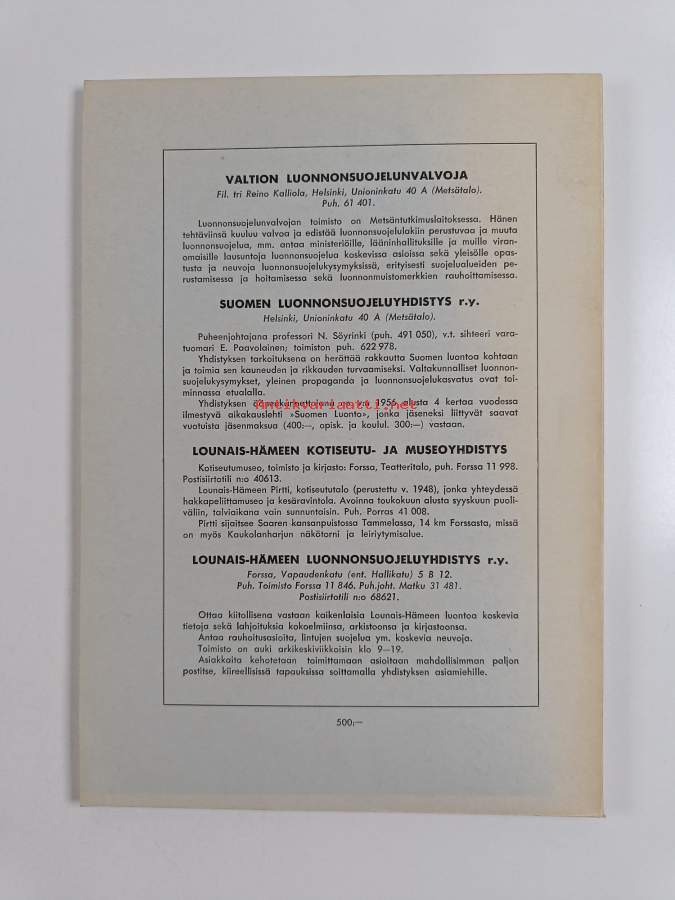 VALTION LUONNONSUOJELUNVALVOJA
Fil. tri Reino Kalliola, Helsinki, Unioninkatu 40 A (Metsätalo).
Puh. 61 401.
Luonnonsuojelunvalvojan toimisto on Metsäntutkimuslaitoksessa. Hänen
tehtäviinsä kuuluu valvoa ja edistää luonnonsuojelulakiin perustuvaa ja muuta
luonnonsuojelua, mm. antaa ministeriöille, lääninhallituksille ja muille viran-
omaisille lausuntoja luonnonsuojelua koskevissa asioissa sekä yleisölle opas-
tusta ja neuvoja luonnonsuojelukysymyksissä, erityisesti suojelualueiden pe-
rustamisessa ja hoitamisessa sekä luonnonmuistomerkkien rauhoittamisessa.
SUOMEN LUONNONSUOJELUYHDISTYS r.y.
Helsinki, Unioninkatu 40 A (Metsätalo).
Puheenjohtajana professori N. Söyrinki (puh. 491 050), v.t. sihteeri vara-
tuomari E. Paavolainen; toimiston puh. 622 978.
Yhdistyksen tarkoituksena on herättää rakkautta Suomen luontoa kohtaan
ja toimia sen kauneuden ja rikkauden turvaamiseksi. Valtakunnalliset luonnon-
suojelukysymykset, yleinen propaganda ja luonnonsuojelukasvatus ovat toi-
minnassa etualalla.
Yhdistyksen äänenkannattajana on v:n 1956 alusta 4 kertaa vuodessa
Antikvariaatti.net
ilmestyvä aikakauslehti »Suomen Luonto», jonka jäseneksi liittyvät saavat
vuotuista jäsenmaksua (400:—, opisk. ja koulul. 300:—) vastaan.
LOUNAIS-HÄMEEN KOTISEUTU- JA MUSEOYHDISTYS
Kotiseutumuseo, toimisto ja kirjasto: Forssa, Teatteritalo, puh. Forssa 11 998.
Postisiirtotili n:o 40613.
Lounais-Hämeen Pirtti, kotiseututalo (perustettu v. 1948), jonka yhteydessä
hakkapeliittamuseo ja kesäravintola. Avoinna toukokuun alusta syyskuun puoli-
väliin, talviaikana vain sunnuntaisin. Puh. Porras 41 008.
Pirtti sijaitsee Saaren kansanpuistossa Tammelassa, 14 km Forssasta, missä
on myös Kaukolanharjun näkötorni ja leiriytymisalue.
LOUNAIS-HÄMEEN LUONNONSUOJELUYHDISTYS r.y.
Forssa, Vapaudenkatu (ent. Hallikatu) 5 B 12.
Puh. Toimisto Forssa 11 846. Puh.joht. Matku 31 481.
Postisiirtotili n:o 68621.
Ottaa kiitollisena vastaan kaikenlaisia Lounais-Hämeen luontoa koskevia
tietoja sekä lahjoituksia kokoelmiinsa, arkistoonsa ja kirjastoonsa.
Antaa rauhoitusasioita, lintujen suojelua ym. koskevia neuvoja.
Toimisto on auki arkikeskiviikkoisin klo 9—19.
Asiakkaita kehotetaan toimittamaan asioitaan mahdollisimman paljon
postitse, kiireellisissä tapauksissa soittamalla yhdistyksen asiamiehille.
500:—